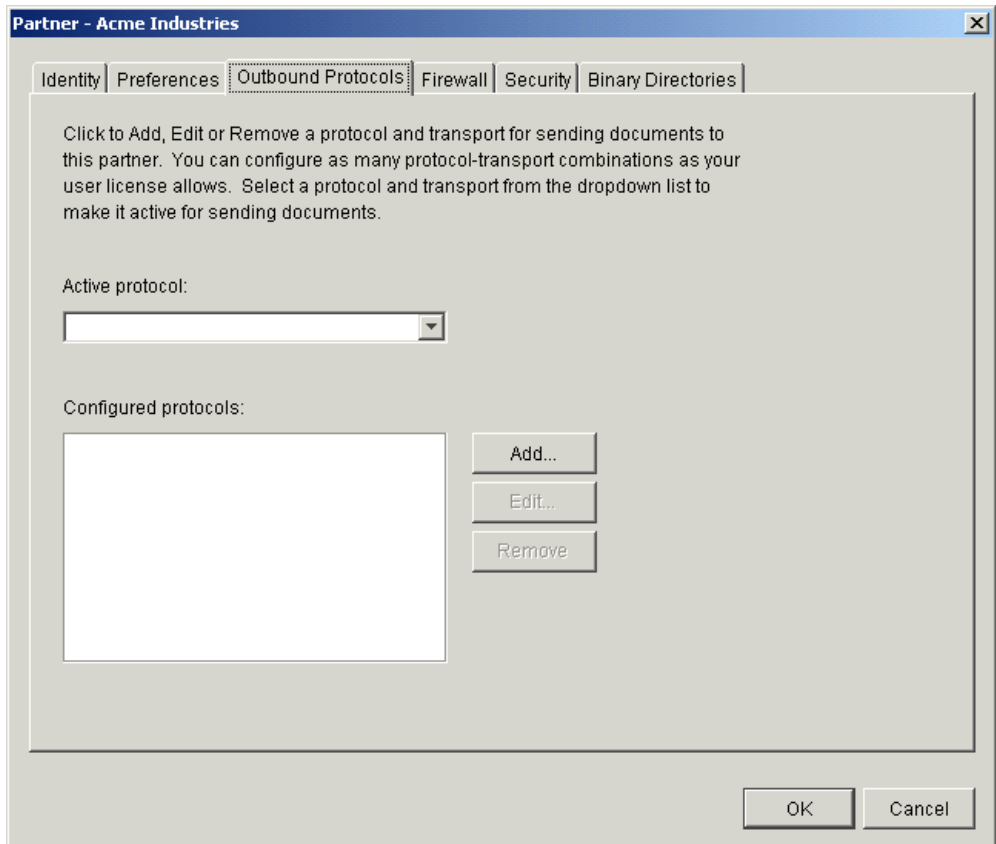 Partner - Acme Industries
Identity Preferences Outbound Protocols Firewall Security Binary Directories
Click to Add, Edit or Remove a protocol and transport for sending documents to
this partner.  You can configure as many protocol-transport combinations as your
user license allows.  Select a protocol and transport from the dropdown list to
make it active for sending documents.
Active protocol:
Configured protocols:
Add...
Edit...
Remove
OK Cancel